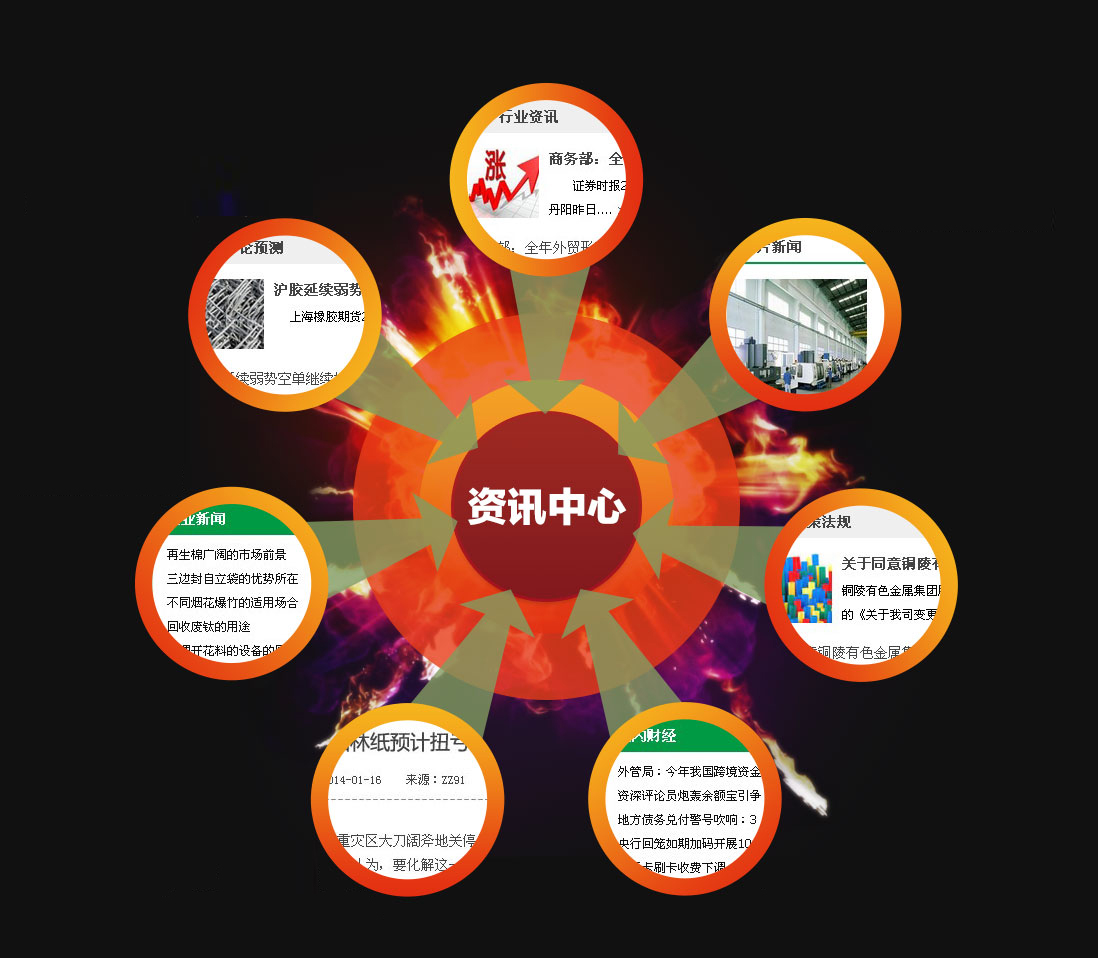 行业资讯
涨
商务部：全
证券时报2
丹阳昨日....
部：全年外贸形
论预测
沪胶延续弱势
上海橡胶期货2
延续弱势空单继续
片新闻
资讯中心
业新闻
再生棉广阔的市场前景
三边封自立袋的优势所在
不同烟花爆竹的适用场合
回收废钛的用途
开花料的设备的
策法规
关于同意铜陵有
铜陵有色金属集团
的《关于我司变更
铜陵有色金属集
林纸预计扭亏
014-01-16 来源：ZZ91
重灾区大刀阔斧地关停
认为，要化解这一
内财经
外管局：今年我国跨境资金
资深评论员炮轰余额宝引争
地方债务兑付警号吹响：3
央行回笼如期加码开展10
卡刷卡收费下调